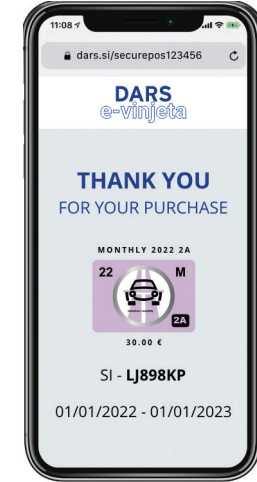 11:08
dars.si/securepos123456
DARS
e-vinjeta
THANK YOU
FOR YOUR PURCHASE
MONTHLY 2022 2A
22 M
2A
30.00 €
SI - LJ898KP
01/01/2022 - 01/01/2023